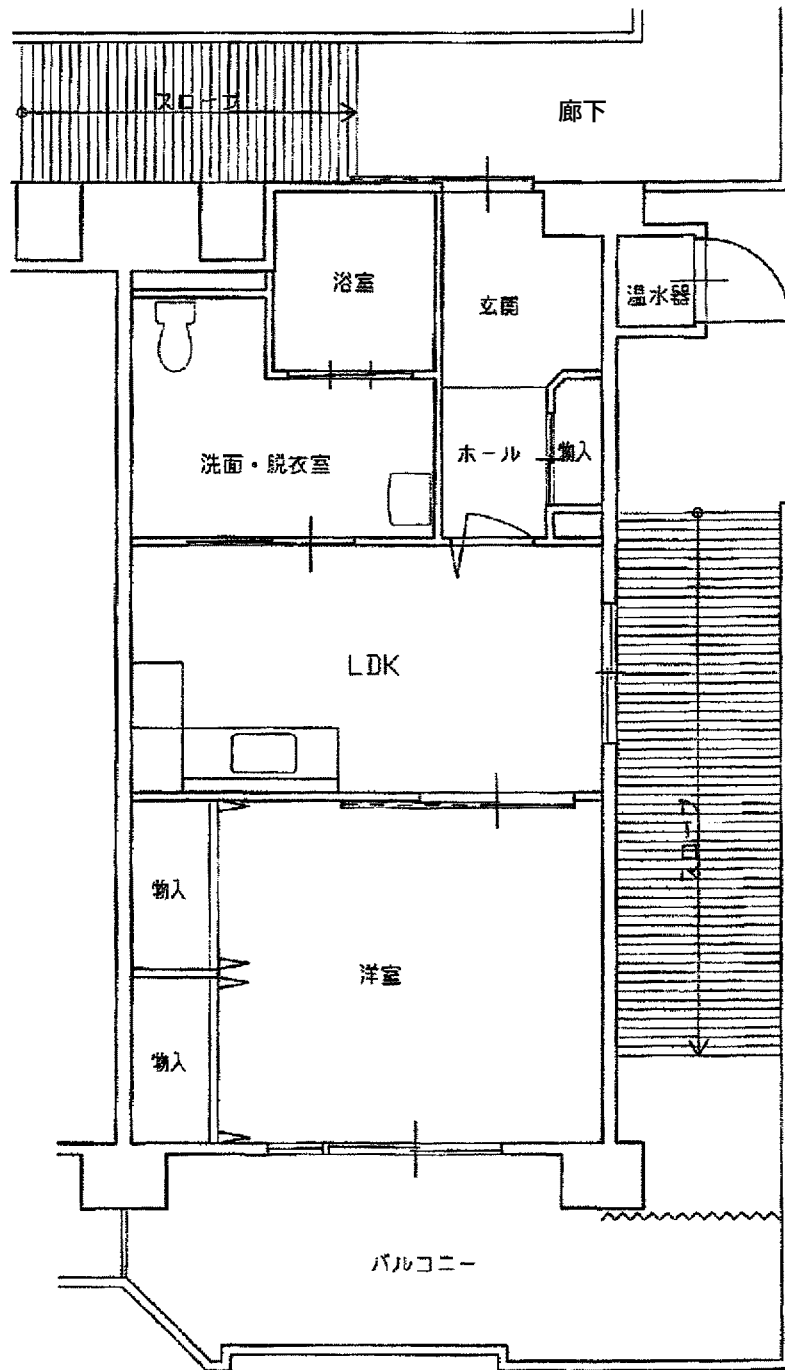 スロープ
廊下
浴室
玄関
温水器
洗面・脱衣室
ホール
物入
LDK
スロープ
物入
洋室
物入
バルコニー